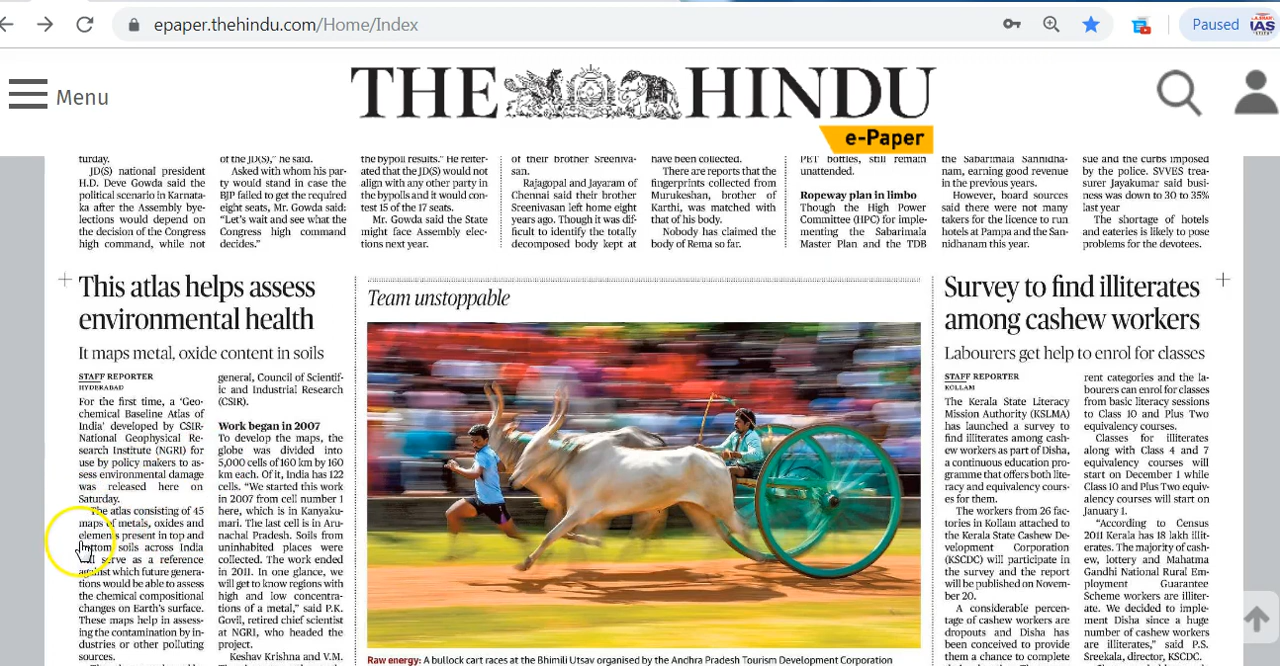 epaper.thehindu.com/Home/Index
Paused
IAS
Menu
THE HINDU
e-Paper
turday.
JD(S) national president
H.D. Deve Gowda said the
political scenario in Karnata-
ka after the Assembly bye-
lections would depend on
the decision of the Congress
high command, while not
of the JD(S)," he said.
Asked with whom his par-
ty would stand in case the
BJP failed to get the required
eight seats, Mr. Gowda said:
"Let's wait and see what the
Congress high command
decides."
the bypoll results." He reiter-
ated that the JD(S) would not
align with any other party in
the bypolls and it would con-
test 15 of the 17 seats.
Mr. Gowda said the State
might face Assembly elec-
tions next year.
of their brother Sreeniva-
san.
Rajagopal and Jayaram of
Chennai said their brother
Sreenivasan left home eight
years ago. Though it was dif-
ficult to identify the totally
decomposed body kept at
have been collected.
There are reports that the
fingerprints collected from
Murukeshan, brother of
Karthi, was matched with
that of his body.
Nobody has claimed the
body of Rema so far.
PET bottles, still remain
unattended.
Ropeway plan in limbo
Though the High Power
Committee (HPC) for imple-
menting the Sabarimala
Master Plan and the TDB
the Sabarimala Sannidha-
nam, earning good revenue
in the previous years.
However, board sources
said there were not many
takers for the licence to run
hotels at Pampa and the San-
nidhanam this year.
sue and the curbs imposed
by the police. SVVES trea-
surer Jayakumar said busi-
ness was down to 30 to 35%
last year
The shortage of hotels
and eateries is likely to pose
problems for the devotees.
This atlas helps assess
environmental health
It maps metal, oxide content in soils
STAFF REPORTER
HYDERABAD
For the first time, a 'Geo-
chemical Baseline Atlas of
India' developed by CSIR-
National Geophysical Re-
search Institute (NGRI) for
use by policy makers to as-
sess environmental damage
was released here on
Saturday.
The atlas consisting of 45
maps of metals, oxides and
elements present in top and
bottom soils across India
will serve as a reference
against which future genera-
tions would be able to assess
the chemical compositional
changes on Earth's surface.
These maps help in assess-
ing the contamination by in-
dustries or other polluting
sources.
general, Council of Scientif-
ic and Industrial Research
(CSIR).
Work began in 2007
To develop the maps, the
globe was divided into
5,000 cells of 160 km by 160
km each. Of it, India has 122
cells. "We started this work
in 2007 from cell number 1
here, which is in Kanyaku-
mari. The last cell is in Aru-
nachal Pradesh. Soils from
uninhabited places were
collected. The work ended
in 2011. In one glance, we
will get to know regions with
high and low concentra-
tions of a metal," said P.K.
Govil, retired chief scientist
at NGRI, who headed the
project.
Keshav Krishna and V.M.
Team unstoppable
Raw energy: A bullock cart races at the Bhimili Utsav organised by the Andhra Pradesh Tourism Development Corporation
Survey to find illiterates
among cashew workers
Labourers get help to enrol for classes
STAFF REPORTER
KOLLAM
The Kerala State Literacy
Mission Authority (KSLMA)
has launched a survey to
find illiterates among cash-
ew workers as part of Disha,
a continuous education pro-
gramme that offers both lite-
racy and equivalency cours-
es for them.
The workers from 26 fac-
tories in Kollam attached to
the Kerala State Cashew De-
velopment Corporation
(KSCDC) will participate in
the survey and the report
will be published on Novem-
ber 20.
A considerable percen-
tage of cashew workers are
dropouts and Disha has
been conceived to provide
them a chance to complete
rent categories and the la-
bourers can enrol for classes
from basic literacy sessions
to Class 10 and Plus Two
equivalency courses.
Classes for illiterates
along with Class 4 and 7
equivalency courses will
start on December 1 while
Class 10 and Plus Two equiv-
alency courses will start on
January 1.
"According to Census
2011 Kerala has 18 lakh illit-
erates. The majority of cash-
ew, lottery and Mahatma
Gandhi National Rural Em-
ployment Guarantee
Scheme workers are illiter-
ate. We decided to imple-
ment Disha since a huge
number of cashew workers
are illiterates," said P.S.
Sreekala, director, KSCDC.